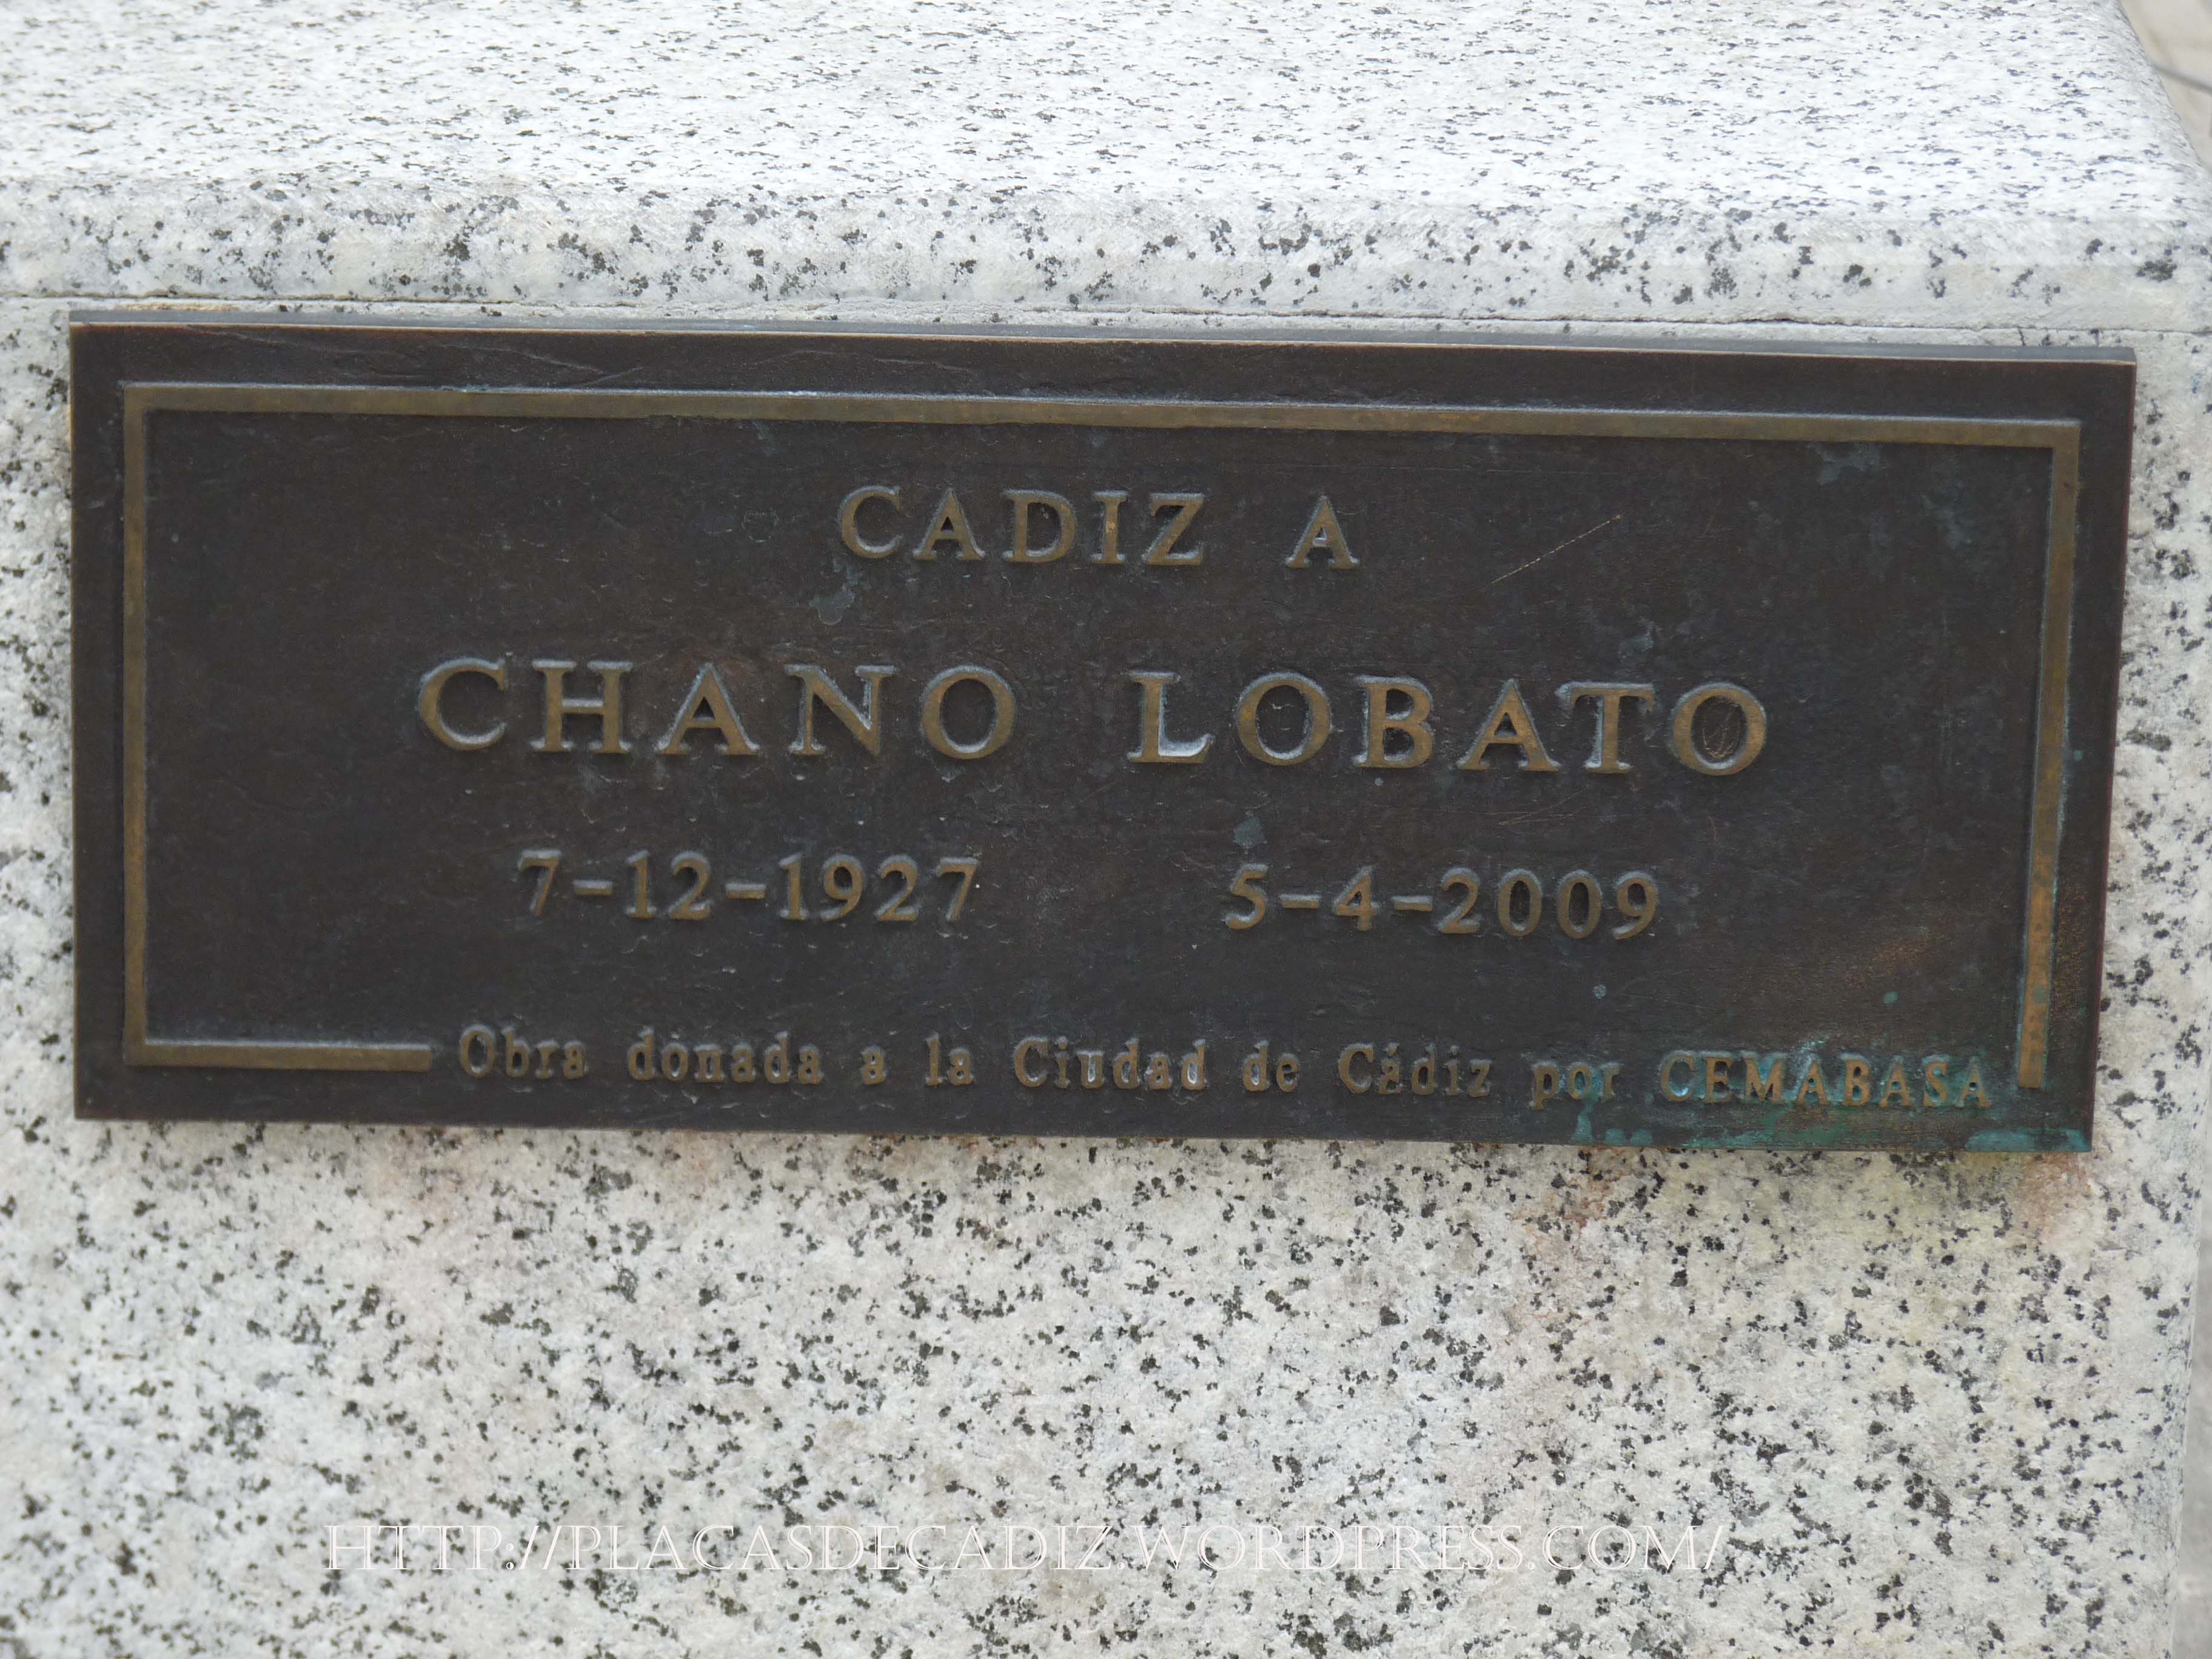 CADIZ A
CHANO LOBATO
7-12-1927 5-4-2009
Obra donada a la Ciudad de Cádiz por CEMABASA
HTTP://PLACASDECADIZ.WORDPRESS.COM/